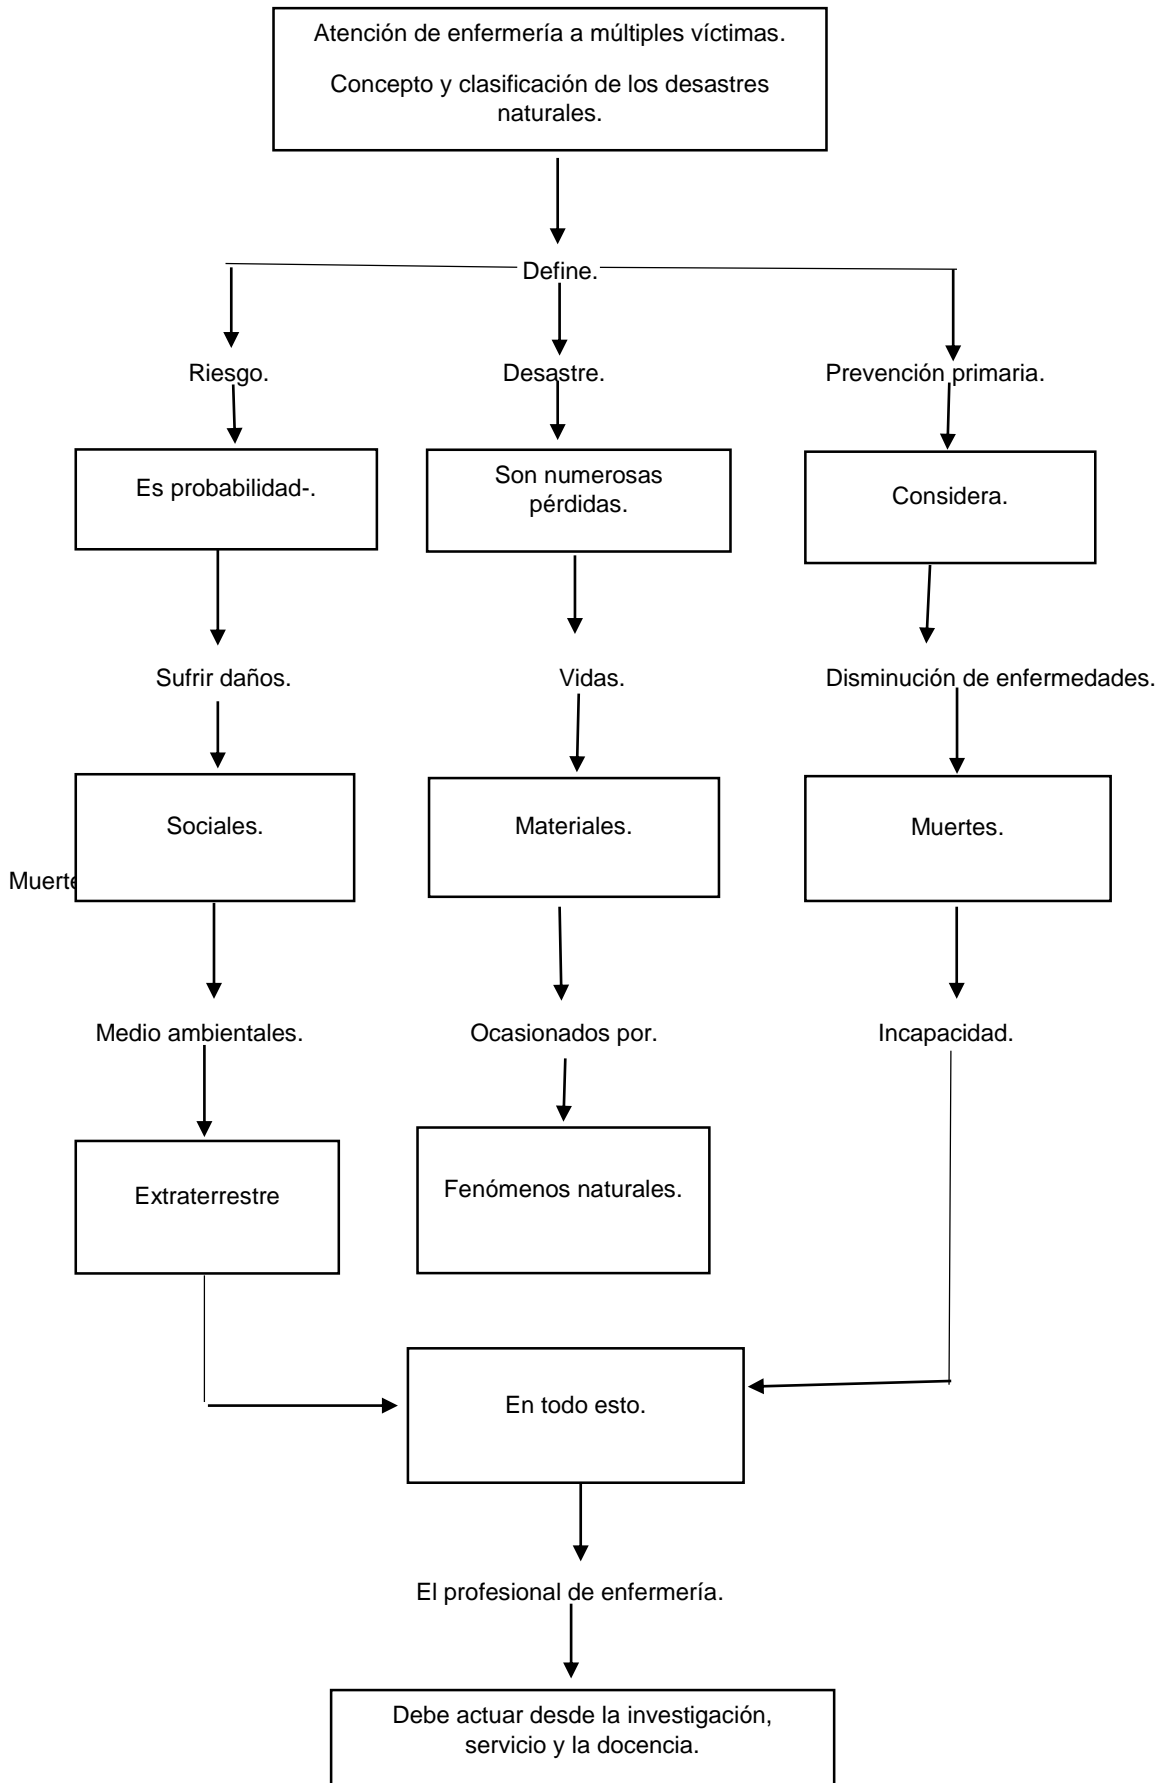 Atención de enfermería a múltiples víctimas.
Concepto y clasificación de los desastres
naturales.
Define.
Riesgo.
Desastre.
Prevención primaria.
Es probabilidad-.
Son numerosas
pérdidas.
Considera.
Sufrir daños.
Vidas.
Disminución de enfermedades.
Sociales.
Materiales.
Muertes.
Medio ambientales.
Ocasionados por.
Incapacidad.
Extraterrestre
Fenómenos naturales.
En todo esto.
El profesional de enfermería.
Debe actuar desde la investigación,
servicio y la docencia.